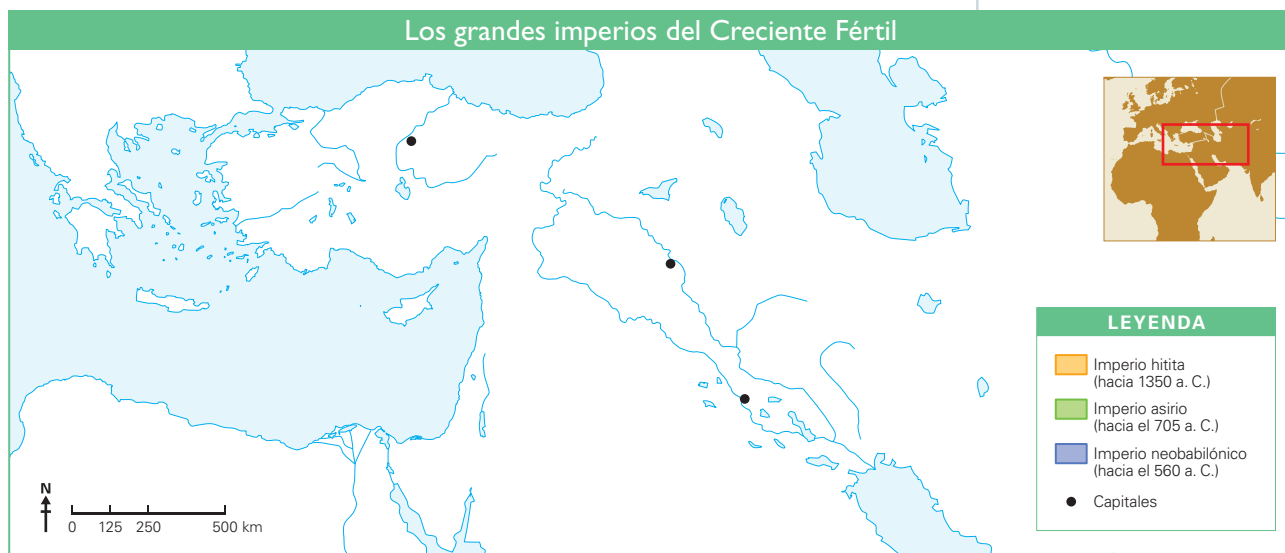 Los grandes imperios del Creciente Fértil
LEYENDA
Imperio hitita
(hacia 1350 a. C.)
Imperio asirio
(hacia el 705 a. C.)
Imperio neobabilónico
(hacia el 560 a. C.)
Capitales
N
0 125 250 500 km